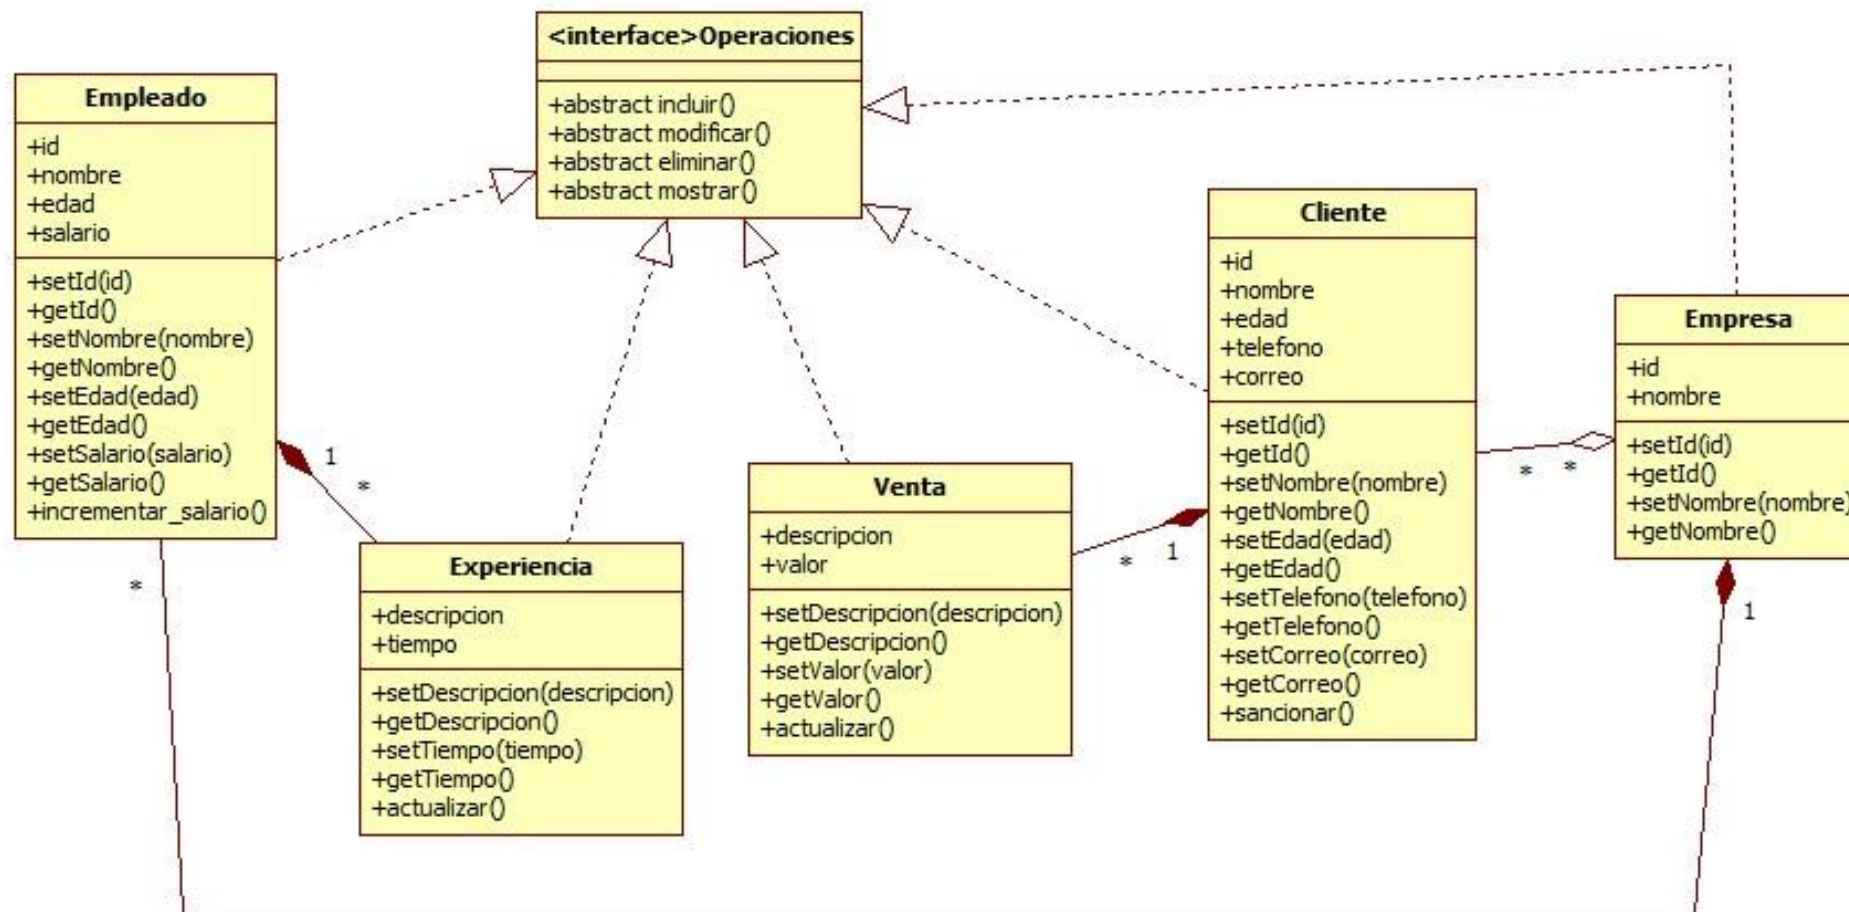 <interface>Operaciones
+abstract incluir()
+abstract modificar()
+abstract eliminar()
+abstract mostrar()
Empleado
+id
+nombre
+edad
+salario
+setId(id)
+getId()
+setNombre(nombre)
+getNombre()
+setEdad(edad)
+getEdad()
+setSalario(salario)
+getSalario()
+incrementar_salario()
1
*
*
Experiencia
+descripcion
+tiempo
+setDescripcion(descripcion)
+getDescripcion()
+setTiempo(tiempo)
+getTiempo()
+actualizar()
Venta
+descripcion
+valor
+setDescripcion(descripcion)
+getDescripcion()
+setValor(valor)
+getValor()
+actualizar()
* 1
Cliente
+id
+nombre
+edad
+telefono
+correo
+setId(id)
+getId()
+setNombre(nombre)
+getNombre()
+setEdad(edad)
+getEdad()
+setTelefono(telefono)
+getTelefono()
+setCorreo(correo)
+getCorreo()
+sancionar()
* *
Empresa
+id
+nombre
+setId(id)
+getId()
+setNombre(nombre)
+getNombre()
1